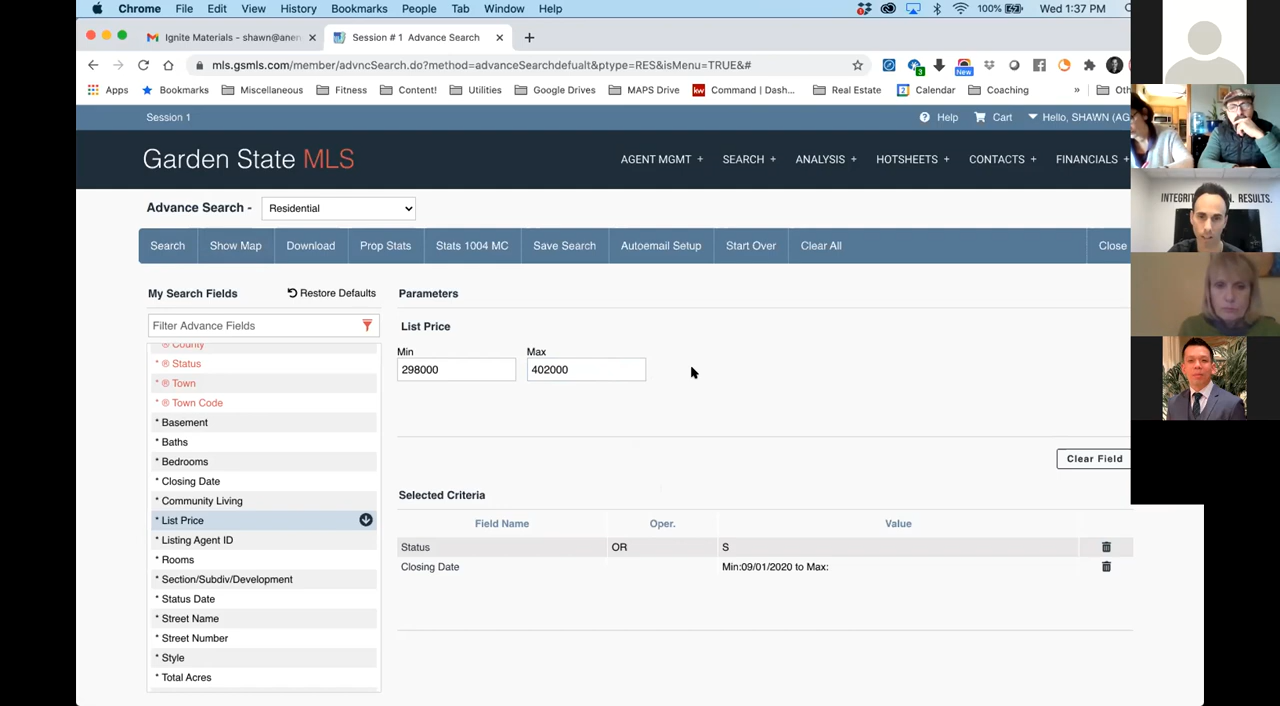 Chrome File Edit View History Bookmarks People Tab Window Help 100% Wed 1:37 PM
Ignite Materials - shawn@aner Session # 1 Advance Search
mls.gsmls.com/member/advncSearch.do?method=advanceSearchdefualt&ptype=RES&isMenu=TRUE&# 3 New
Apps Bookmarks Miscellaneous Fitness Content! Utilities Google Drives MAPS Drive kw Command | Dash... Real Estate 2 Calendar Coaching » Oth
Session 1 Help Cart Hello, SHAWN (AG
Garden State MLS AGENT MGMT + SEARCH + ANALYSIS + HOTSHEETS + CONTACTS + FINANCIALS +
INTEGRIT N. RESULTS.
Advance Search - Residential
Search Show Map Download Prop Stats Stats 1004 MC Save Search Autoemail Setup Start Over Clear All Close
My Search Fields Restore Defaults Parameters
Filter Advance Fields List Price
* ® County
Min Max
* ® Status
298000 402000
* ® Town
* ® Town Code
* Basement
* Baths
* Bedrooms Clear Field
* Closing Date
* Community Living Selected Criteria
* List Price Field Name Oper. Value
* Listing Agent ID Status OR S
* Rooms Closing Date Min:09/01/2020 to Max:
* Section/Subdiv/Development
* Status Date
* Street Name
* Street Number
* Style
* Total Acres